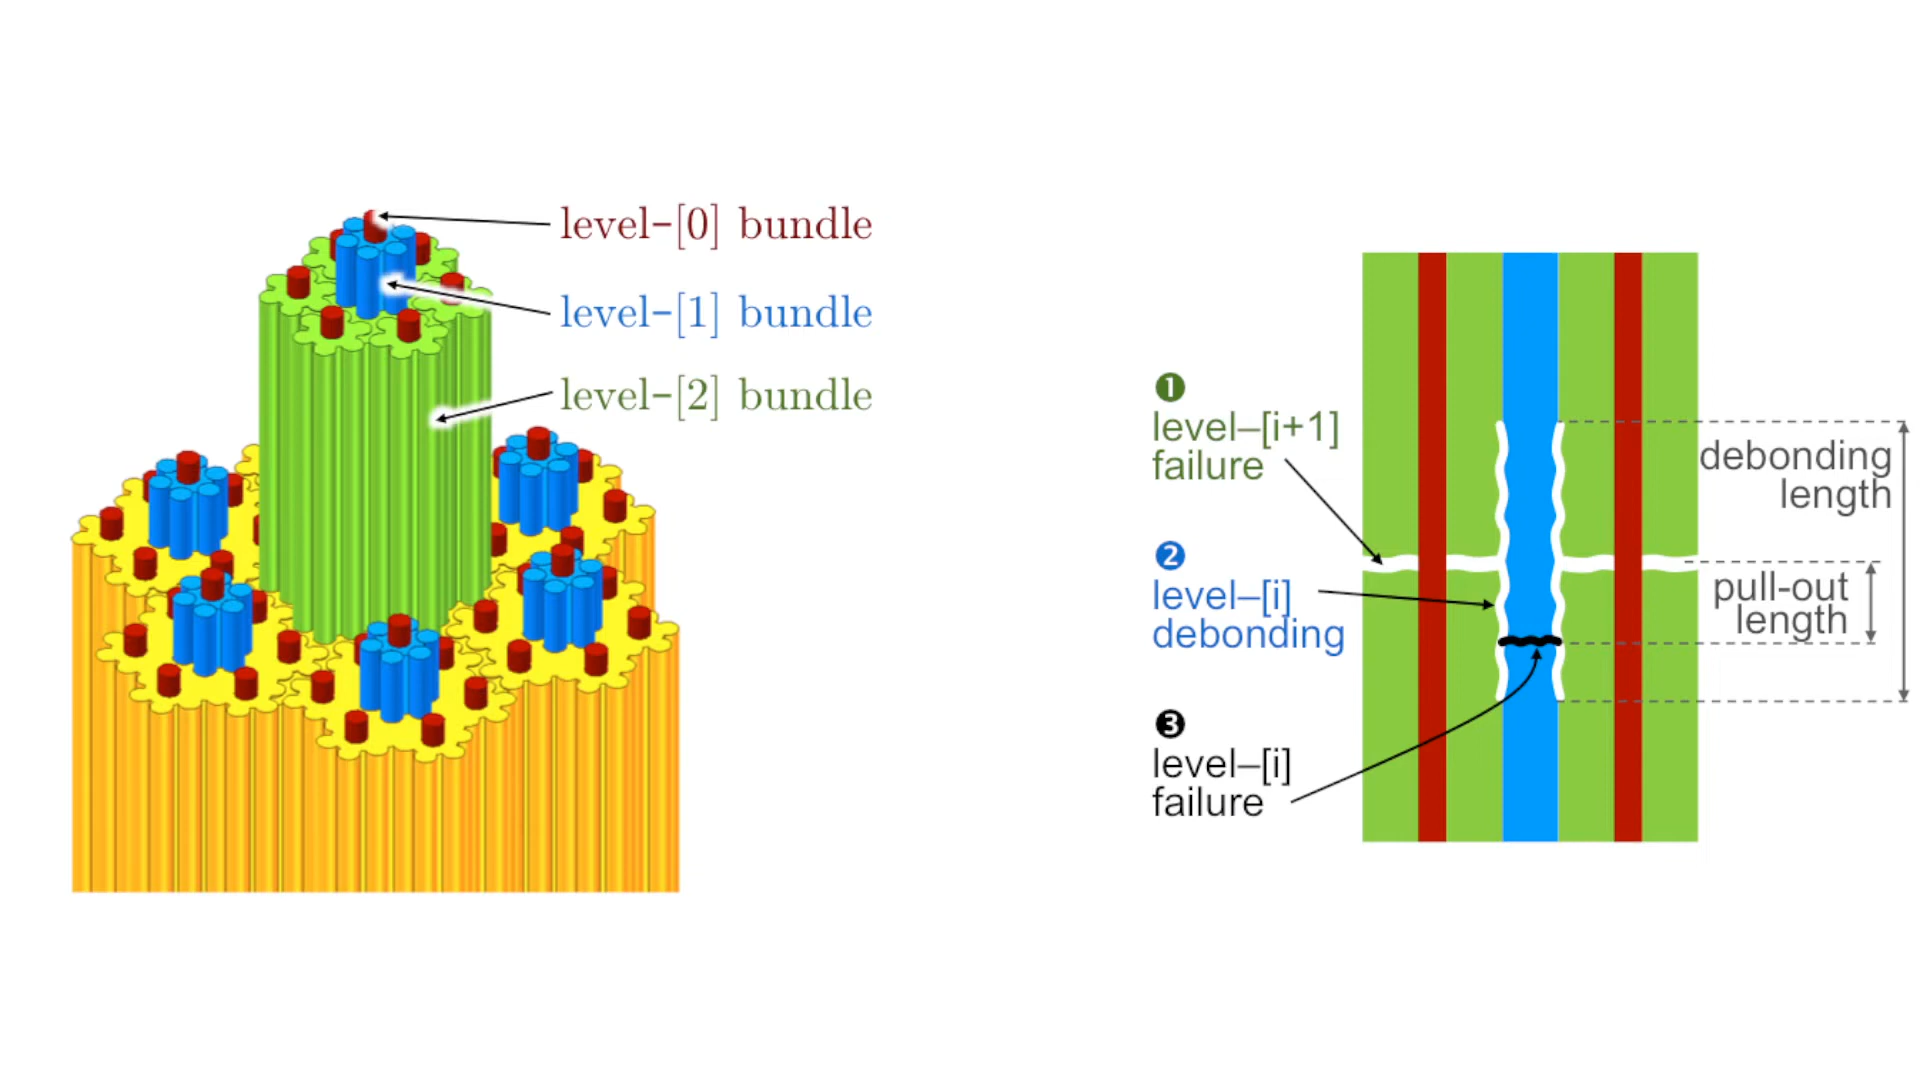 level-[0] bundle
level-[1] bundle
level-[2] bundle
❶
level–[i+1]
failure
❷
level–[i]
debonding
❸
level–[i]
failure
debonding
length
pull-out
length